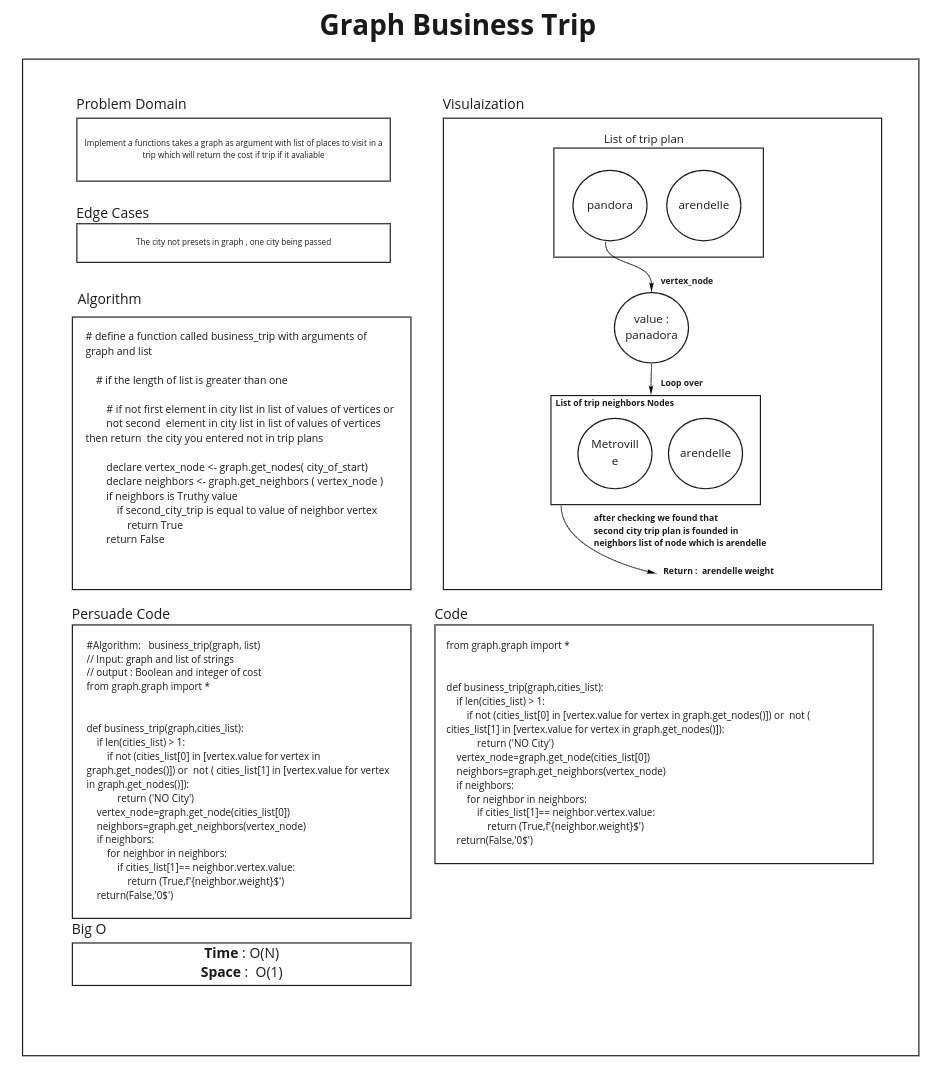 Graph Business Trip
Problem Domain
Implement a functions takes a graph as argument with list of places to visit in a
trip which will return the cost if trip if it avaliable
Edge Cases
The city not presets in graph , one city being passed
Algorithm
# define a function called business_trip with arguments of
graph and list
# if the length of list is greater than one
# if not first element in city list in list of values of vertices or
not second  element in city list in list of values of vertices
then return  the city you entered not in trip plans
declare vertex_node <- graph.get_nodes( city_of_start)
declare neighbors <- graph.get_neighbors ( vertex_node )
if neighbors is Truthy value
if second_city_trip is equal to value of neighbor vertex
return True
return False
Visulaization
List of trip plan
pandora
arendelle
vertex_node
value :
panadora
Loop over
List of trip neighbors Nodes
Metrovill
e
arendelle
after checking we found that
second city trip plan is founded in
neighbors list of node which is arendelle
Return :  arendelle weight
Persuade Code
#Algorithm:   business_trip(graph, list)
// Input: graph and list of strings
// output : Boolean and integer of cost
from graph.graph import *
def business_trip(graph,cities_list):
if len(cities_list) > 1:
if not (cities_list[0] in [vertex.value for vertex in
graph.get_nodes()]) or  not ( cities_list[1] in [vertex.value for vertex
in graph.get_nodes()]):
return ('NO City')
vertex_node=graph.get_node(cities_list[0])
neighbors=graph.get_neighbors(vertex_node)
if neighbors:
for neighbor in neighbors:
if cities_list[1]== neighbor.vertex.value:
return (True,f'{neighbor.weight}$')
return(False,'0$')
Code
from graph.graph import *
def business_trip(graph,cities_list):
if len(cities_list) > 1:
if not (cities_list[0] in [vertex.value for vertex in graph.get_nodes()]) or  not (
cities_list[1] in [vertex.value for vertex in graph.get_nodes()]):
return ('NO City')
vertex_node=graph.get_node(cities_list[0])
neighbors=graph.get_neighbors(vertex_node)
if neighbors:
for neighbor in neighbors:
if cities_list[1]== neighbor.vertex.value:
return (True,f'{neighbor.weight}$')
return(False,'0$')
Big O
Time : O(N)
Space :  O(1)